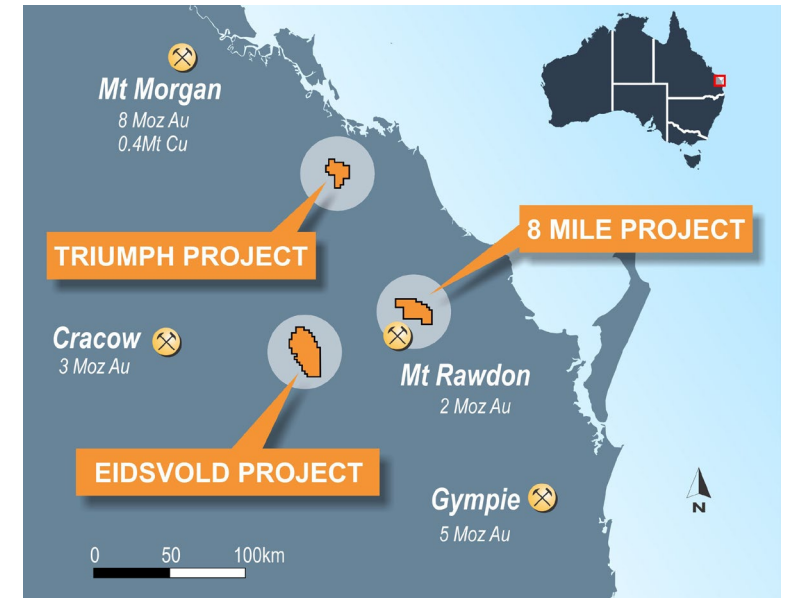 Mt Morgan
8 Moz Au
0.4Mt Cu
TRIUMPH PROJECT
8 MILE PROJECT
Cracow
3 Moz Au
Mt Rawdon
2 Moz Au
EIDSVOLD PROJECT
Gympie
5 Moz Au
N
0 50 100km